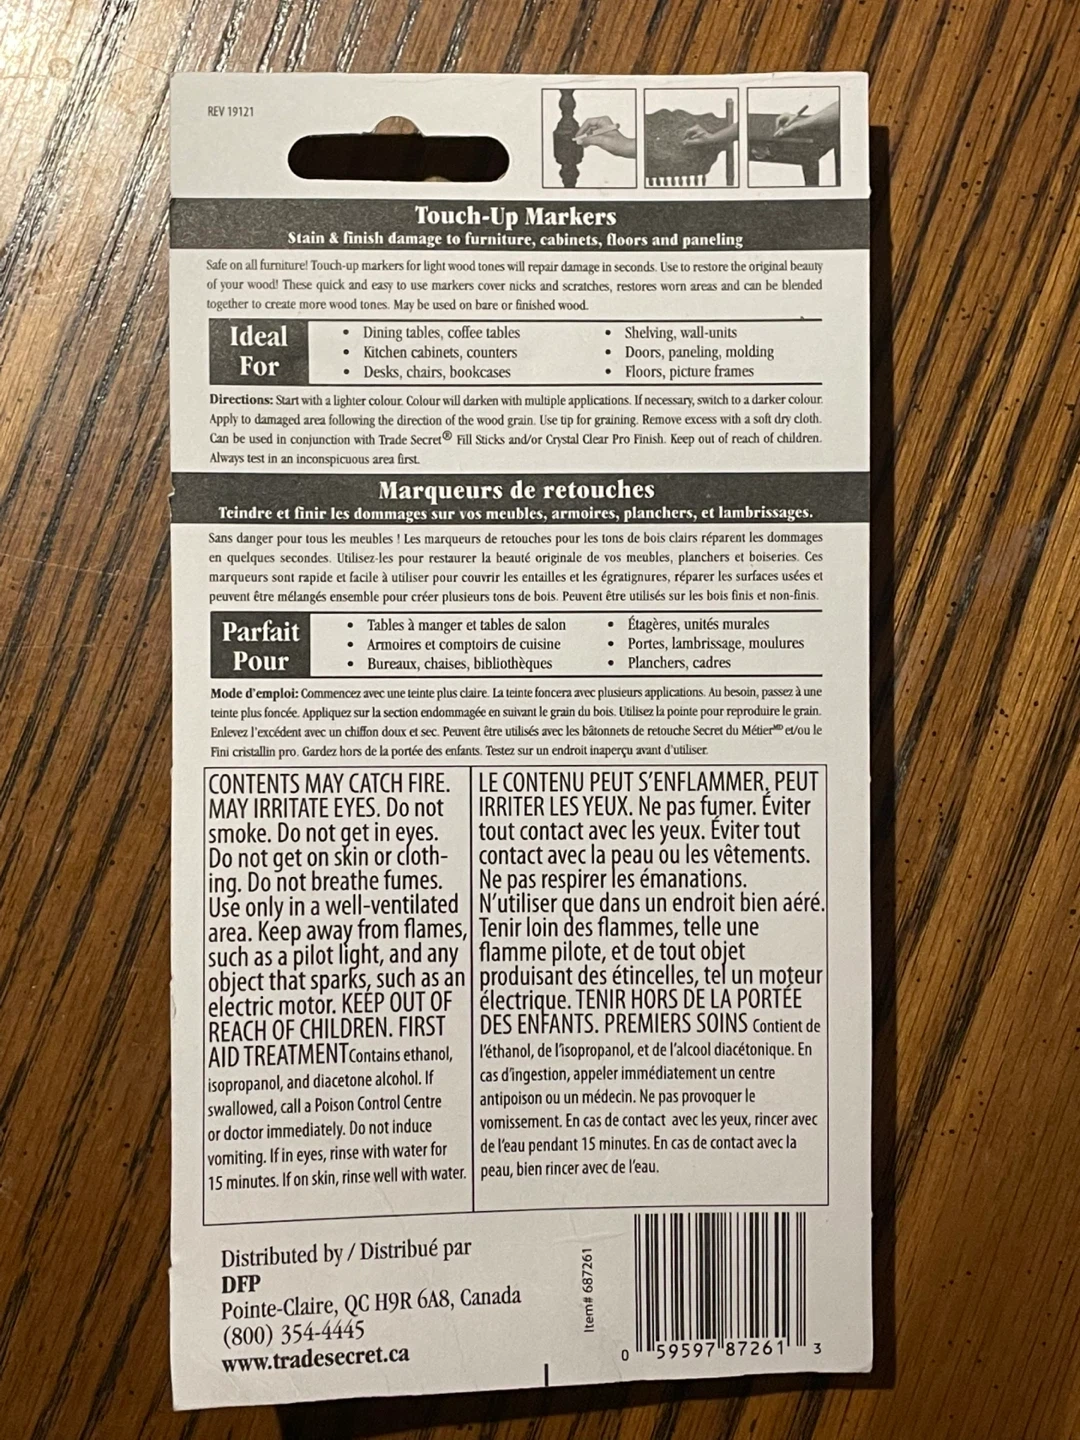 REV 19121
Touch-Up Markers
Stain & finish damage to furniture, cabinets, floors and paneling
Safe on all furniture! Touch-up markers for light wood tones will repair damage in seconds. Use to restore the original beauty
of your wood! These quick and easy to use markers cover nicks and scratches, restores worn areas and can be blended
together to create more wood tones. May be used on bare or finished wood.
Ideal
For
• Dining tables, coffee tables
• Kitchen cabinets, counters
• Desks, chairs, bookcases
• Shelving, wall-units
• Doors, paneling, molding
• Floors, picture frames
Directions: Start with a lighter colour. Colour will darken with multiple applications. If necessary, switch to a darker colour.
Apply to damaged area following the direction of the wood grain. Use tip for graining. Remove excess with a soft dry cloth.
Can be used in conjunction with Trade Secret® Fill Sticks and/or Crystal Clear Pro Finish. Keep out of reach of children.
Always test in an inconspicuous area first.
Marqueurs de retouches
Teindre et finir les dommages sur vos meubles, armoires, planchers, et lambrissages.
Sans danger pour tous les meubles ! Les marqueurs de retouches pour les tons de bois clairs réparent les dommages
en quelques secondes. Utilisez-les pour restaurer la beauté originale de vos meubles, planchers et boiseries. Ces
marqueurs sont rapide et facile à utiliser pour couvrir les entailles et les égratignures, réparer les surfaces usées et
peuvent être mélangés ensemble pour créer plusieurs tons de bois. Peuvent être utilisés sur les bois finis et non-finis.
Parfait
Pour
• Tables à manger et tables de salon
• Armoires et comptoirs de cuisine
• Bureaux, chaises, bibliothèques
• Étagères, unités murales
• Portes, lambrissage, moulures
• Planchers, cadres
Mode d'emploi: Commencez avec une teinte plus claire. La teinte foncera avec plusieurs applications. Au besoin, passez à une
teinte plus foncée. Appliquez sur la section endommagée en suivant le grain du bois. Utilisez la pointe pour reproduire le grain.
Enlevez l'excédent avec un chiffon doux et sec. Peuvent être utilisés avec les bâtonnets de retouche Secret du Métier MD et/ou le
Fini cristallin pro. Gardez hors de la portée des enfants. Testez sur un endroit inaperçu avant d'utiliser.
CONTENTS MAY CATCH FIRE.
MAY IRRITATE EYES. Do not
smoke. Do not get in eyes.
Do not get on skin or cloth-
ing. Do not breathe fumes.
Use only in a well-ventilated
area. Keep away from flames,
such as a pilot light, and any
object that sparks, such as an
electric motor. KEEP OUT OF
REACH OF CHILDREN. FIRST
AID TREATMENT Contains ethanol,
isopropanol, and diacetone alcohol. If
swallowed, call a Poison Control Centre
or doctor immediately. Do not induce
vomiting. If in eyes, rinse with water for
15 minutes. If on skin, rinse well with water.
LE CONTENU PEUT S'ENFLAMMER, PEUT
IRRITER LES YEUX. Ne pas fumer. Éviter
tout contact avec les yeux. Éviter tout
contact avec la peau ou les vêtements.
Ne pas respirer les émanations.
N'utiliser que dans un endroit bien aéré.
Tenir loin des flammes, telle une
flamme pilote, et de tout objet
produisant des étincelles, tel un moteur
électrique. TENIR HORS DE LA PORTÉE
DES ENFANTS. PREMIERS SOINS Contient de
l'éthanol, de l'isopropanol, et de l'alcool diacétonique. En
cas d'ingestion, appeler immédiatement un centre
antipoison ou un médecin. Ne pas provoquer le
vomissement. En cas de contact avec les yeux, rincer avec
de l'eau pendant 15 minutes. En cas de contact avec la
peau, bien rincer avec de l'eau.
Distributed by / Distribué par
DFP
Pointe-Claire, QC H9R 6A8, Canada
(800) 354-4445
www.tradesecret.ca
Item# 687261
0 59597 87261 3